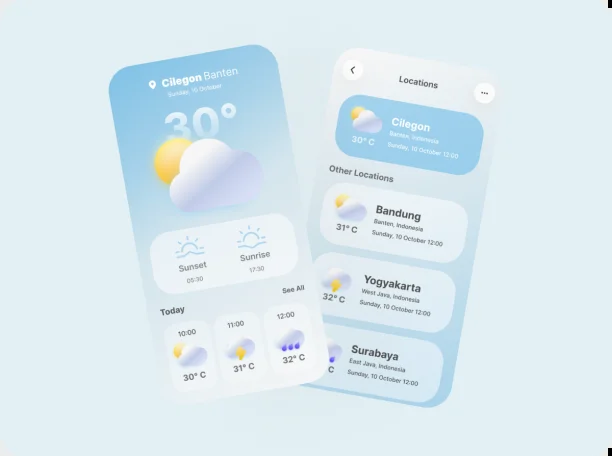 Cilegon Banten
Sunday, 10 October
30°
Sunset
05:30
Sunrise
17:30
Today
See All
10:00
30° C
11:00
31° C
12:00
32° C
Locations
Cilegon
Banten, Indonesia
Sunday, 10 October 12:00
30° C
Other Locations
Bandung
Banten, Indonesia
Sunday, 10 October 12:00
31° C
Yogyakarta
West Java, Indonesia
Sunday, 10 October 12:00
32° C
Surabaya
East Java, Indonesia
Sunday, 10 October 12:00
C